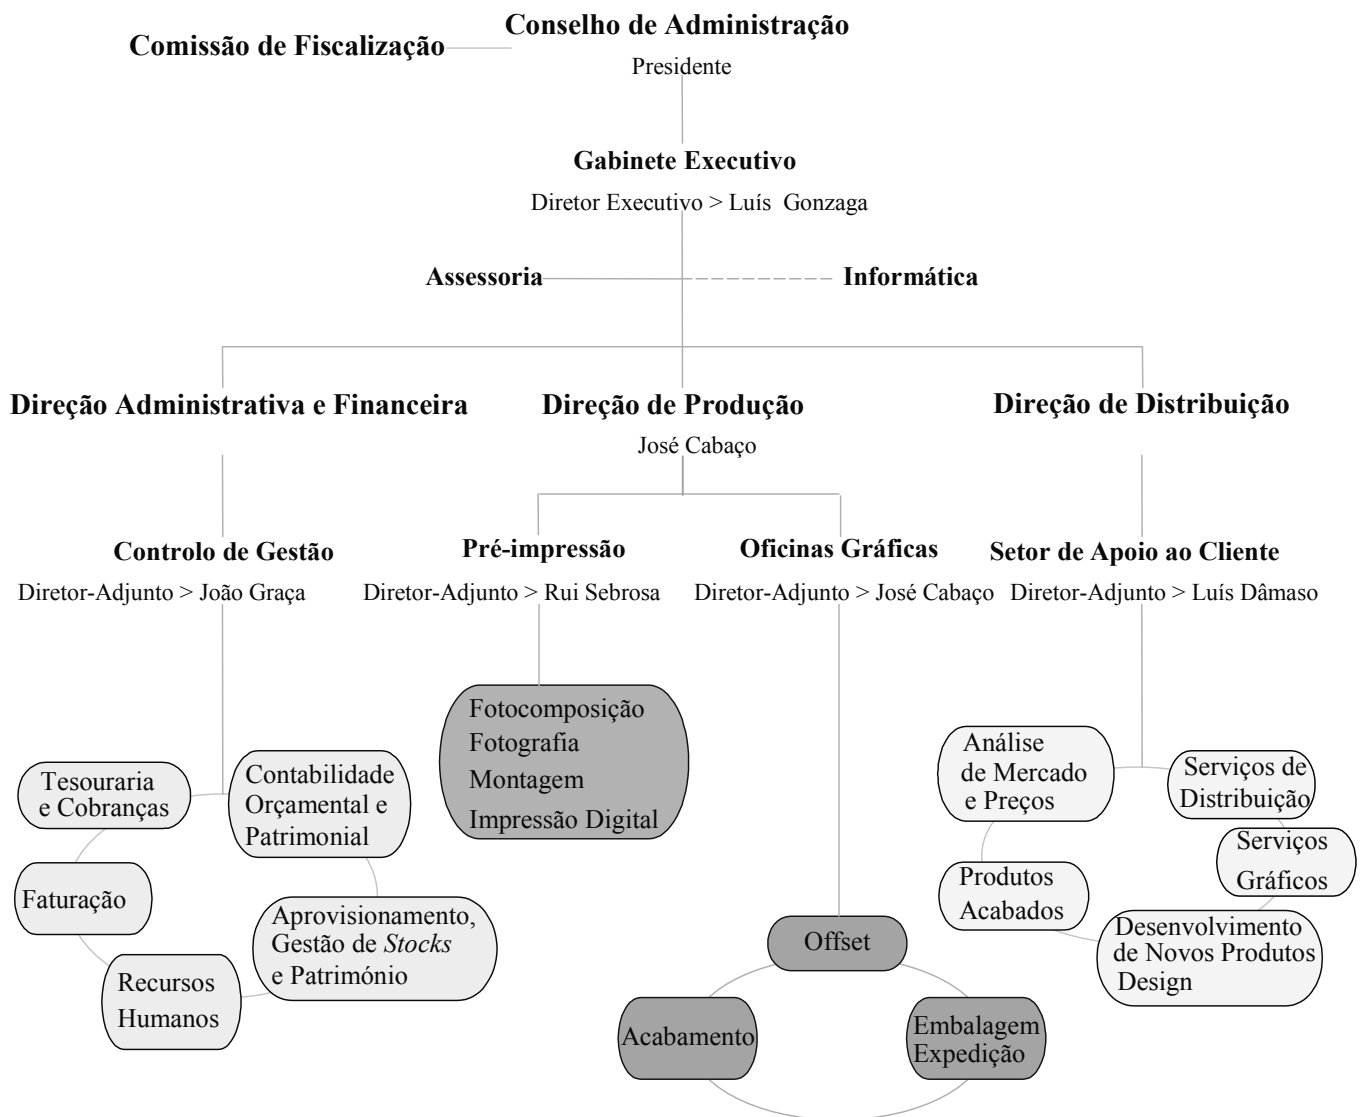 Conselho de Administração
Comissão de Fiscalização
Presidente
Gabinete Executivo
Diretor Executivo > Luís Gonzaga
Assessoria
Informática
Direção Administrativa e Financeira
Direção de Produção
Direção de Distribuição
José Cabaço
Controlo de Gestão
Pré-impressão
Oficinas Gráficas
Setor de Apoio ao Cliente
Diretor-Adjunto > João Graça
Diretor-Adjunto > Rui Sebrosa
Diretor-Adjunto > José Cabaço
Diretor-Adjunto > Luís Dâmaso
Tesouraria
e Cobranças
Contabilidade
Orçamental e
Patrimonial
Faturação
Aprovisionamento,
Gestão de Stocks
e Património
Recursos
Humanos
Fotocomposição
Fotografia
Montagem
Impressão Digital
Offset
Acabamento
Embalagem
Expedição
Análise
de Mercado
e Preços
Serviços de
Distribuição
Serviços
Gráficos
Produtos
Acabados
Desenvolvimento
de Novos Produtos
Design